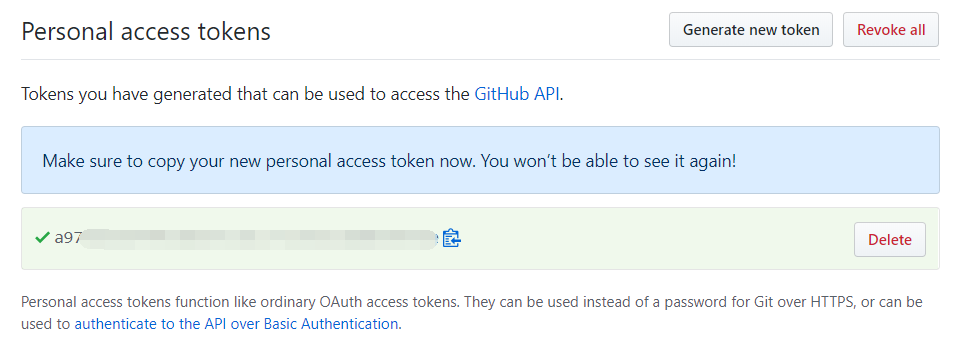 Personal access tokens
Generate new token
Revoke all
Tokens you have generated that can be used to access the GitHub API.
Make sure to copy your new personal access token now. You won’t be able to see it again!
a97
Delete
Personal access tokens function like ordinary OAuth access tokens. They can be used instead of a password for Git over HTTPS, or can be
used to authenticate to the API over Basic Authentication.